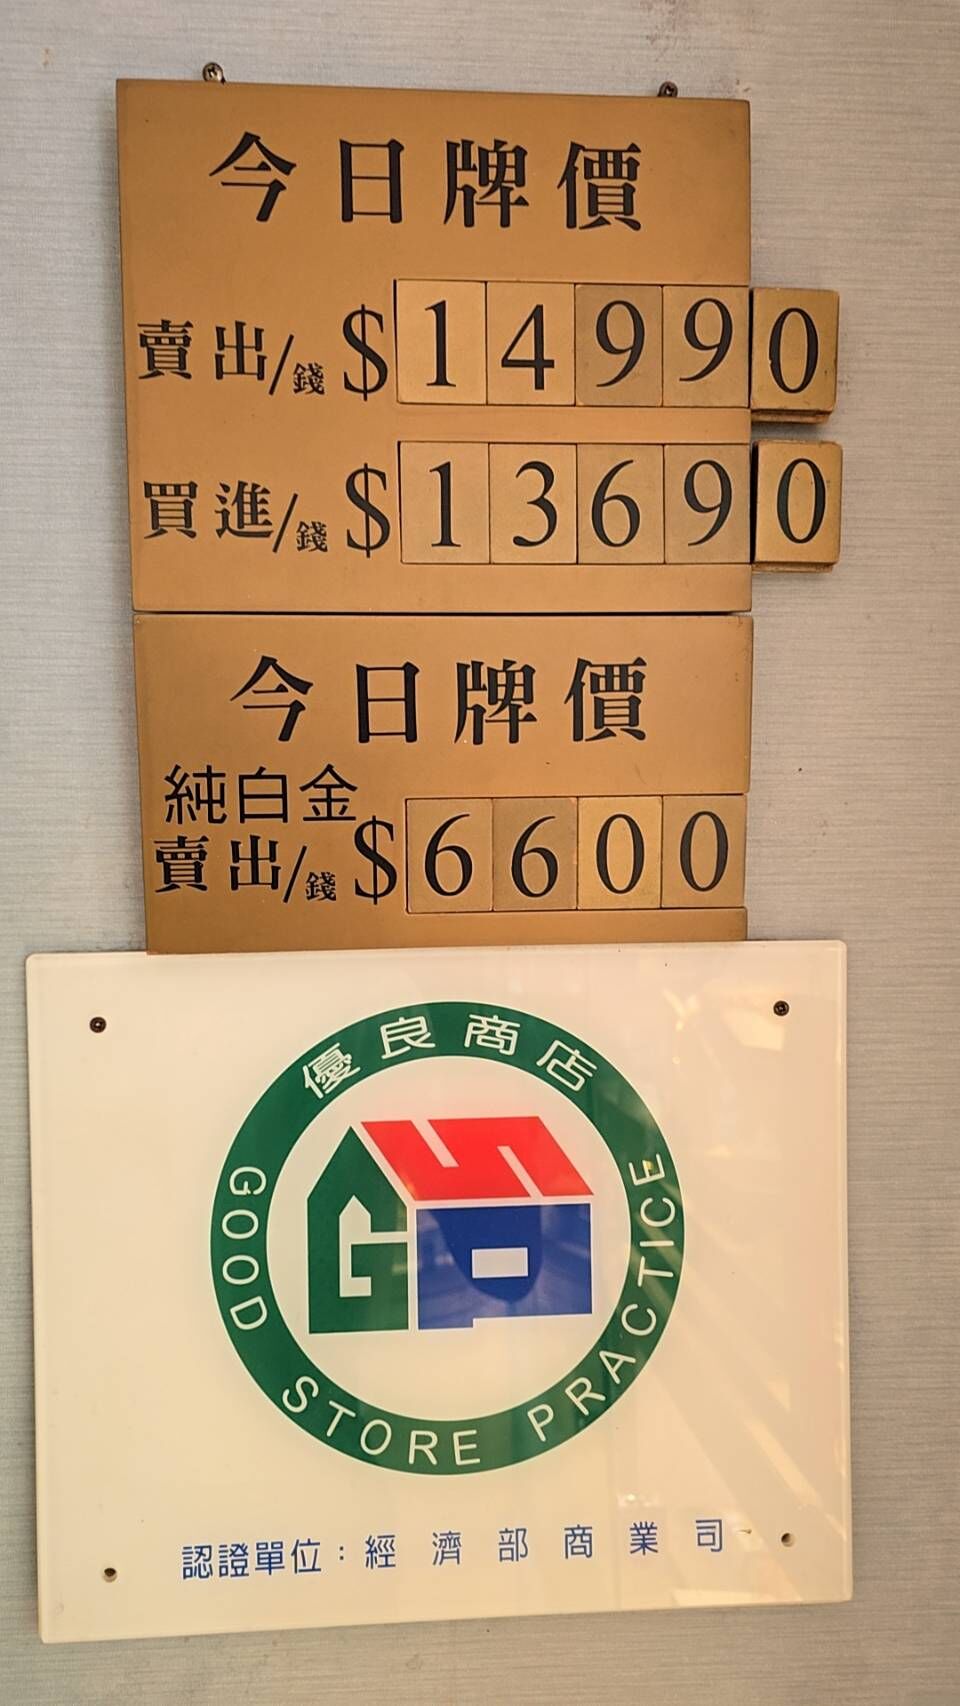 今日牌價
賣出/錢 $14990
買進/錢 $13690
今日牌價
純白金
賣出/錢 $6600
優良商店
GSP
GOOD STORE PRACTICE
認證單位：經濟部商業司